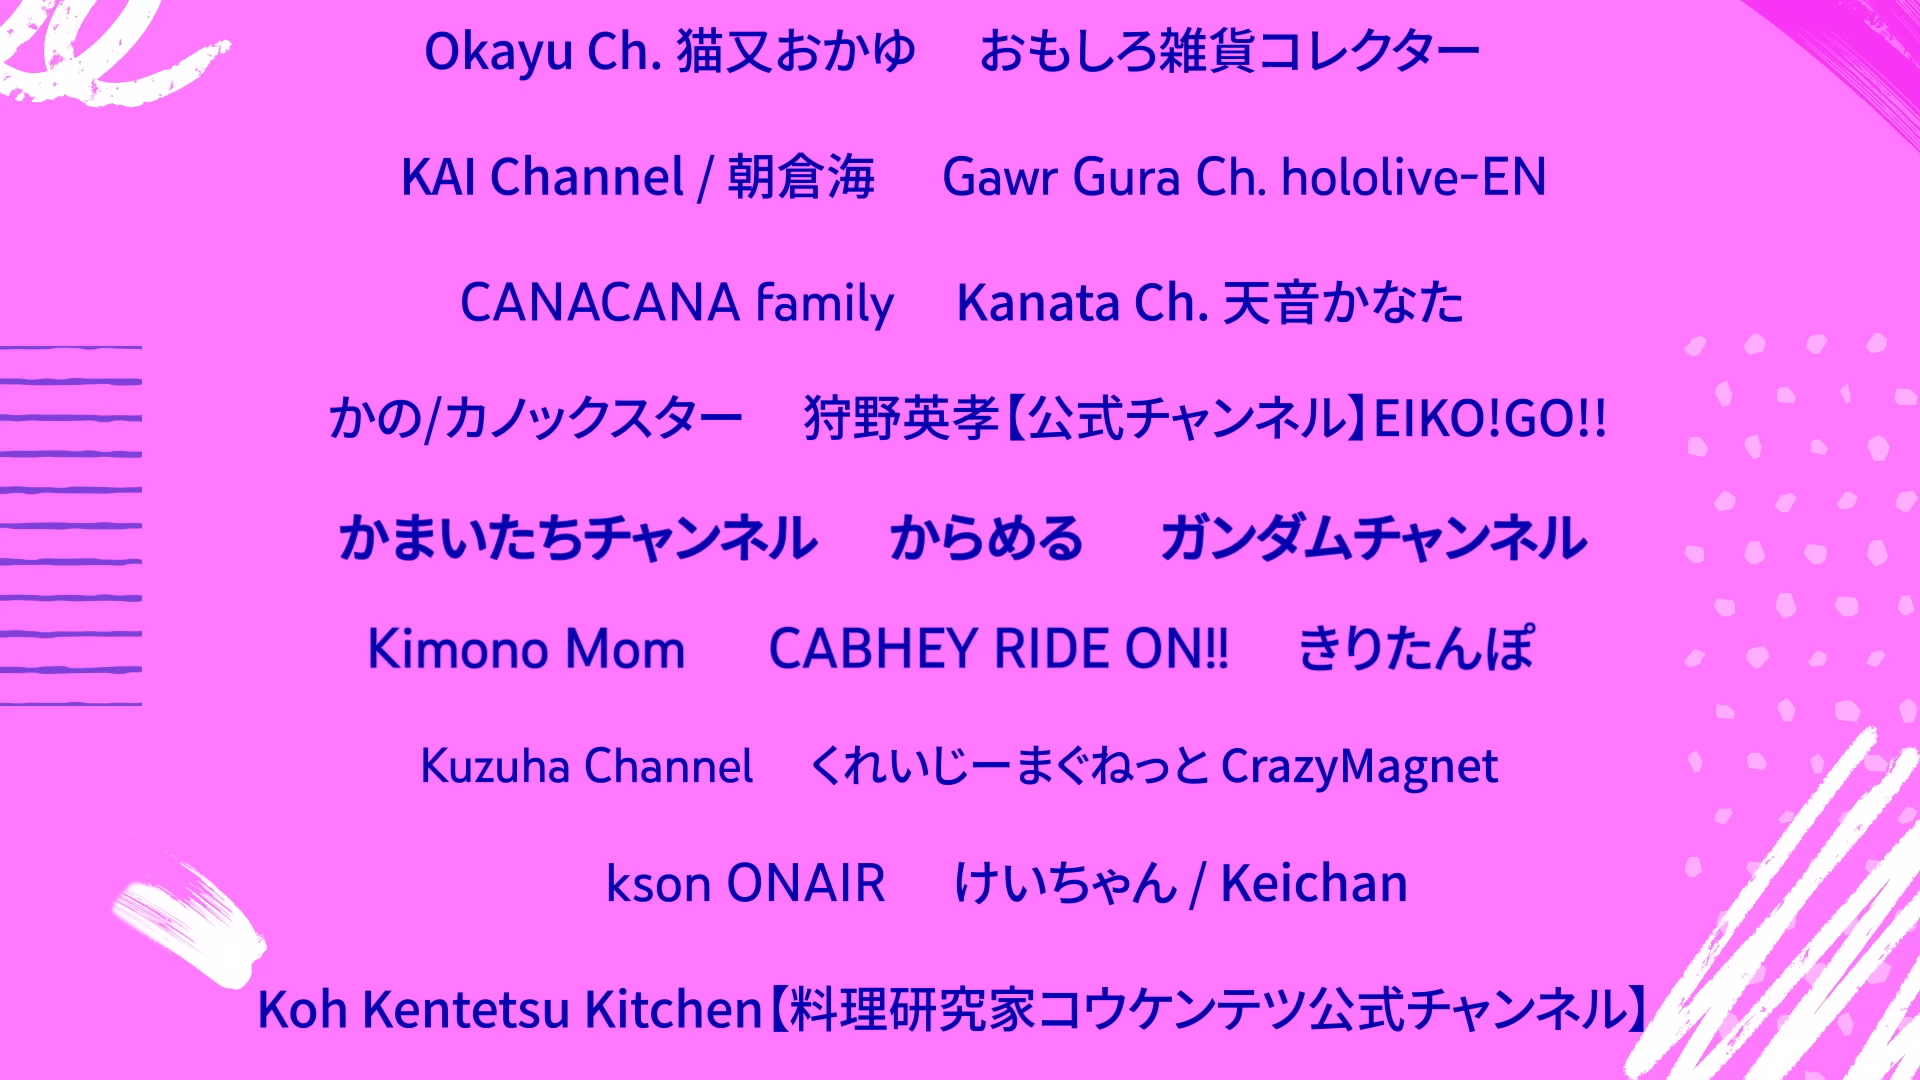 Okayu Ch. 猫又おかゆ　おもしろ雑貨コレクター
KAI Channel / 朝倉海　Gawr Gura Ch. hololive-EN
CANACANA family　Kanata Ch. 天音かなた
かの/カノックスター　狩野英孝【公式チャンネル】EIKO!GO!!
かまいたちチャンネル　からめる　ガンダムチャンネル
Kimono Mom　CABHEY RIDE ON!!　きりたんぽ
Kuzuha Channel　くれいじーまぐねっと CrazyMagnet
kson ONAIR　けいちゃん / Keichan
Koh Kentetsu Kitchen【料理研究家コウケンテツ公式チャンネル】